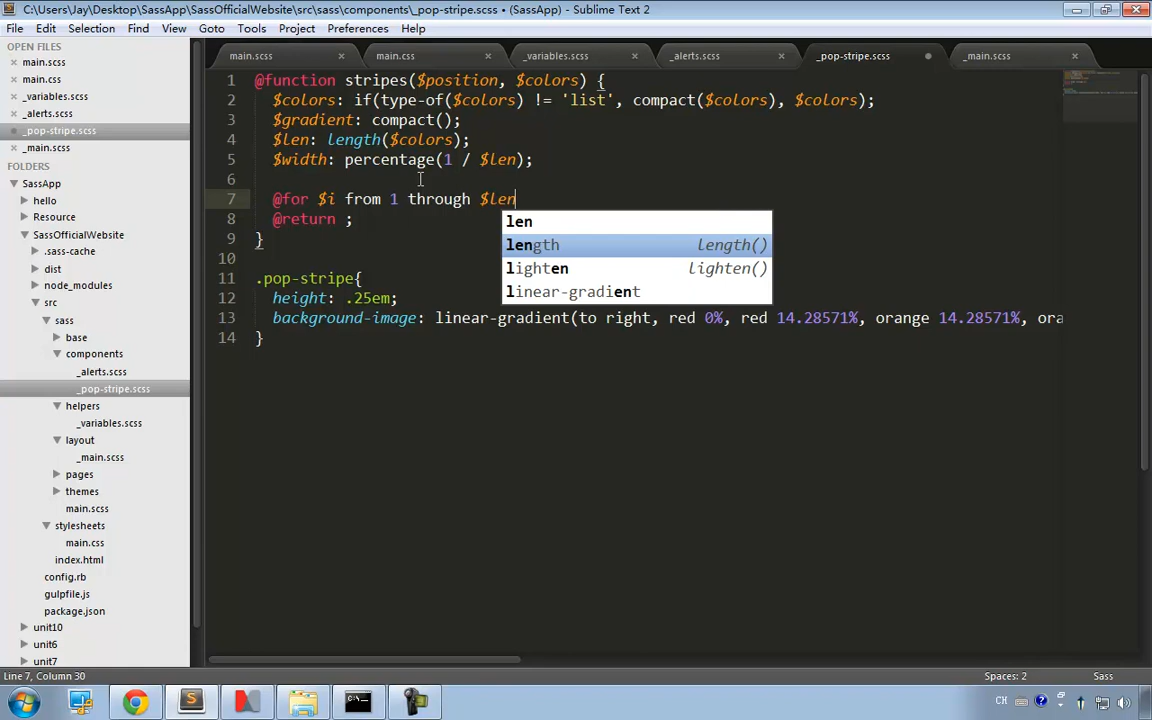 C:\Users\Jay\Desktop\SassApp\SassOfficialWebsite\src\sass\components\_pop-stripe.scss • (SassApp) - Sublime Text 2
File Edit Selection Find View Goto Tools Project Preferences Help
OPEN FILES
main.scss
main.css
_variables.scss
_alerts.scss
_pop-stripe.scss
_main.scss
FOLDERS
SassApp
hello
Resource
SassOfficialWebsite
.sass-cache
dist
node_modules
src
sass
base
components
_alerts.scss
_pop-stripe.scss
helpers
_variables.scss
layout
_main.scss
pages
themes
main.scss
stylesheets
main.css
index.html
config.rb
gulpfile.js
package.json
unit10
unit6
unit7
main.scss main.css _variables.scss _alerts.scss _pop-stripe.scss _main.scss
1 @function stripes($position, $colors) {
2 $colors: if(type-of($colors) != 'list', compact($colors), $colors);
3 $gradient: compact();
4 $len: length($colors);
5 $width: percentage(1 / $len);
6
7 @for $i from 1 through $len
8 @return ;
9 }
10
11 .pop-stripe{
12 height: .25em;
13 background-image: linear-gradient(to right, red 0%, red 14.28571%, orange 14.28571%, ora
14 }
len
length length()
lighten lighten()
linear-gradient
Line 7, Column 30 Spaces: 2 Sass
CH